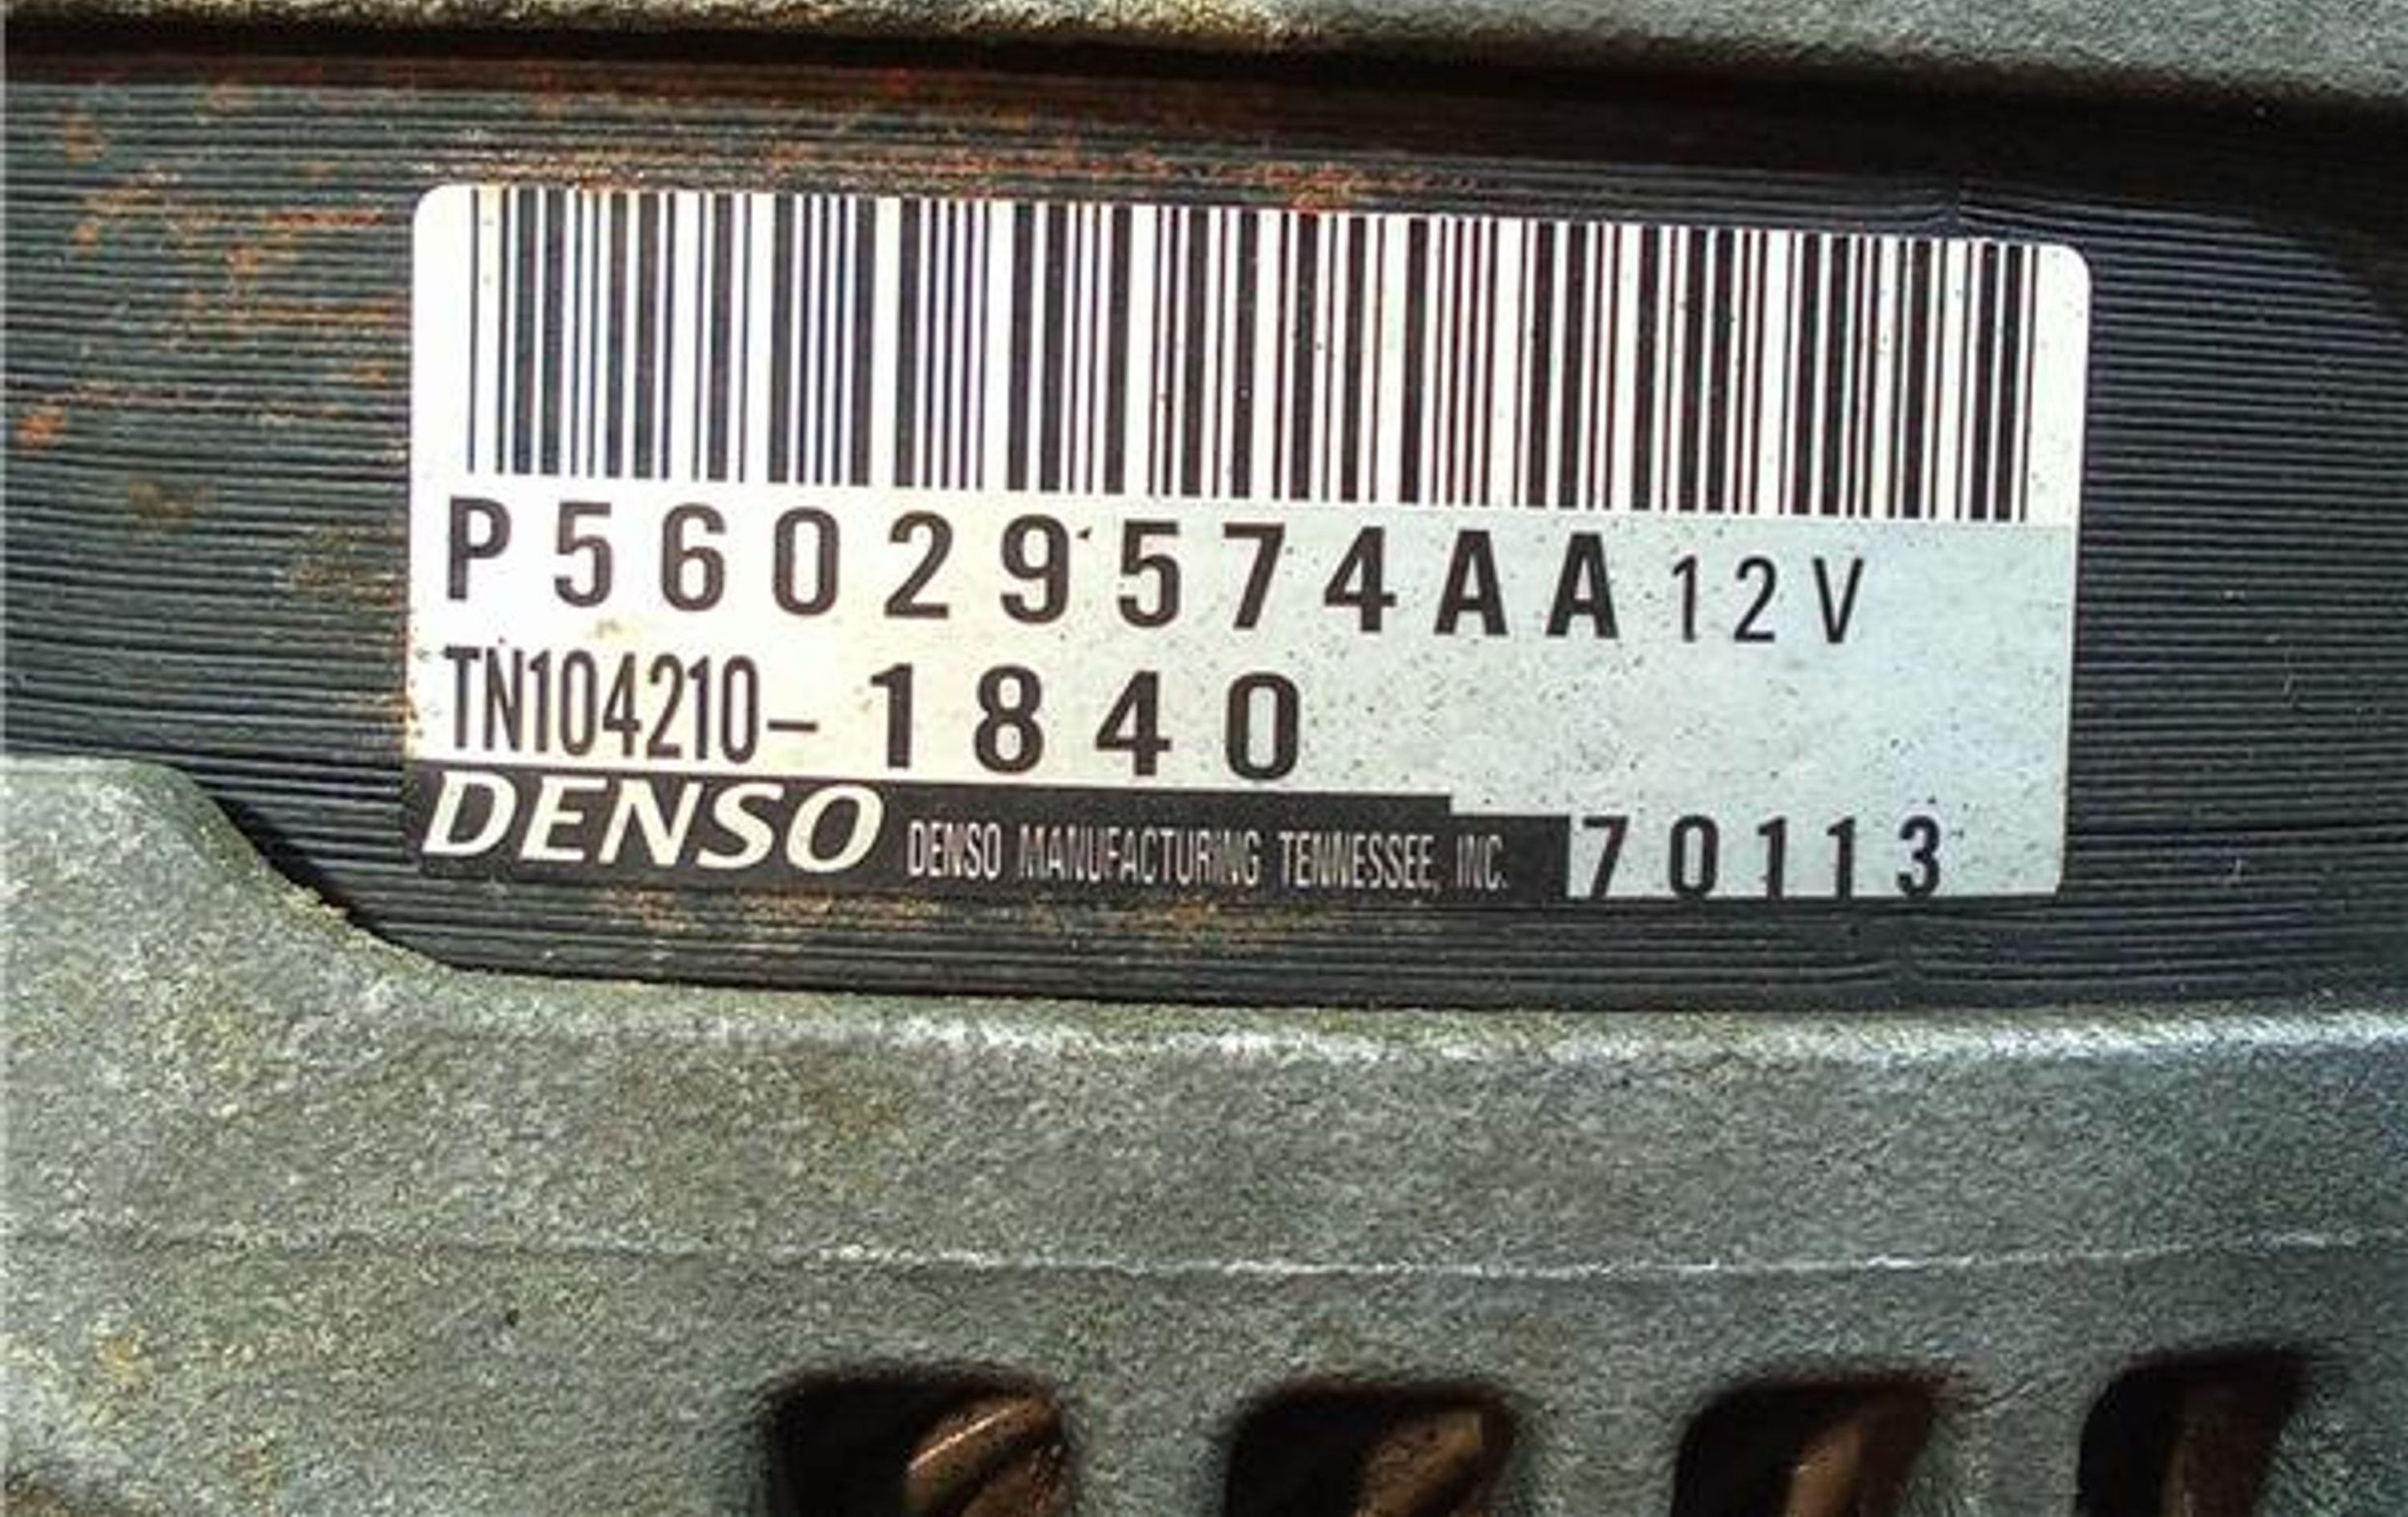 P56029574AA 12V
TN104210-1840
DENSO DENSO MANUFACTURING TENNESSEE, INC. 70113